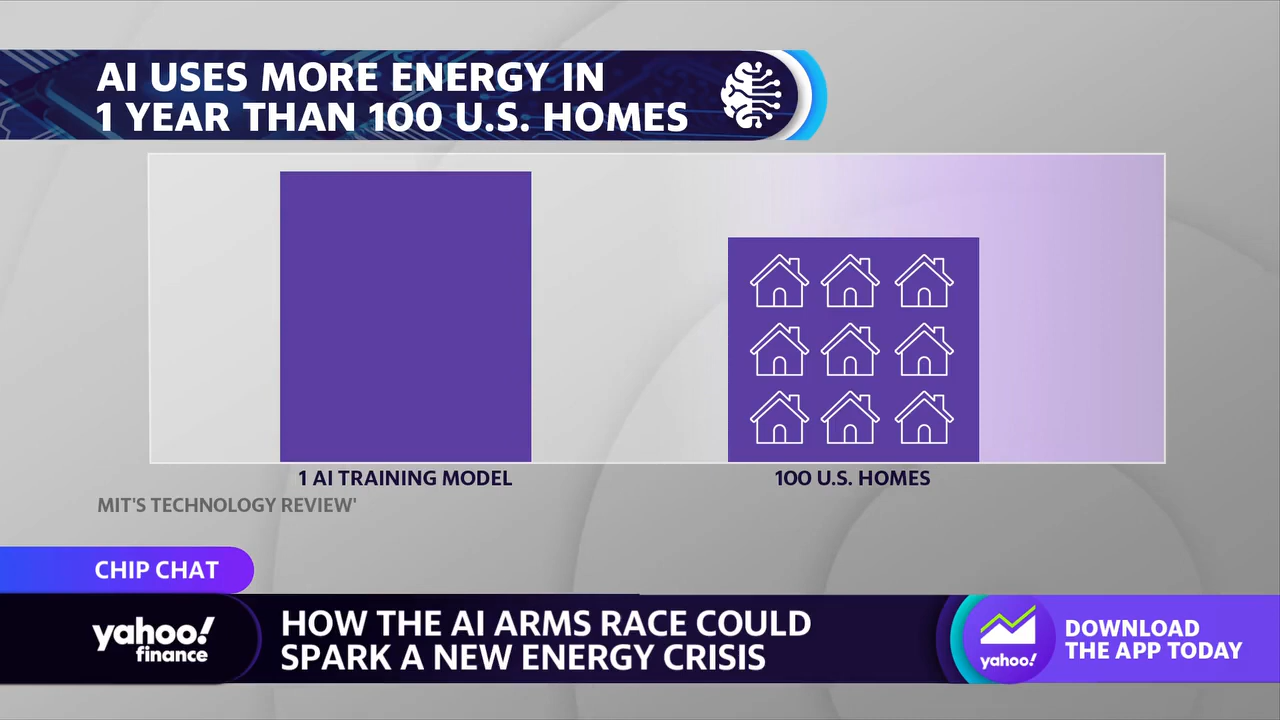 AI USES MORE ENERGY IN
1 YEAR THAN 100 U.S. HOMES
1 AI TRAINING MODEL
100 U.S. HOMES
MIT'S TECHNOLOGY REVIEW'
CHIP CHAT
yahoo!
finance
HOW THE AI ARMS RACE COULD
SPARK A NEW ENERGY CRISIS
yahoo!
DOWNLOAD
THE APP TODAY